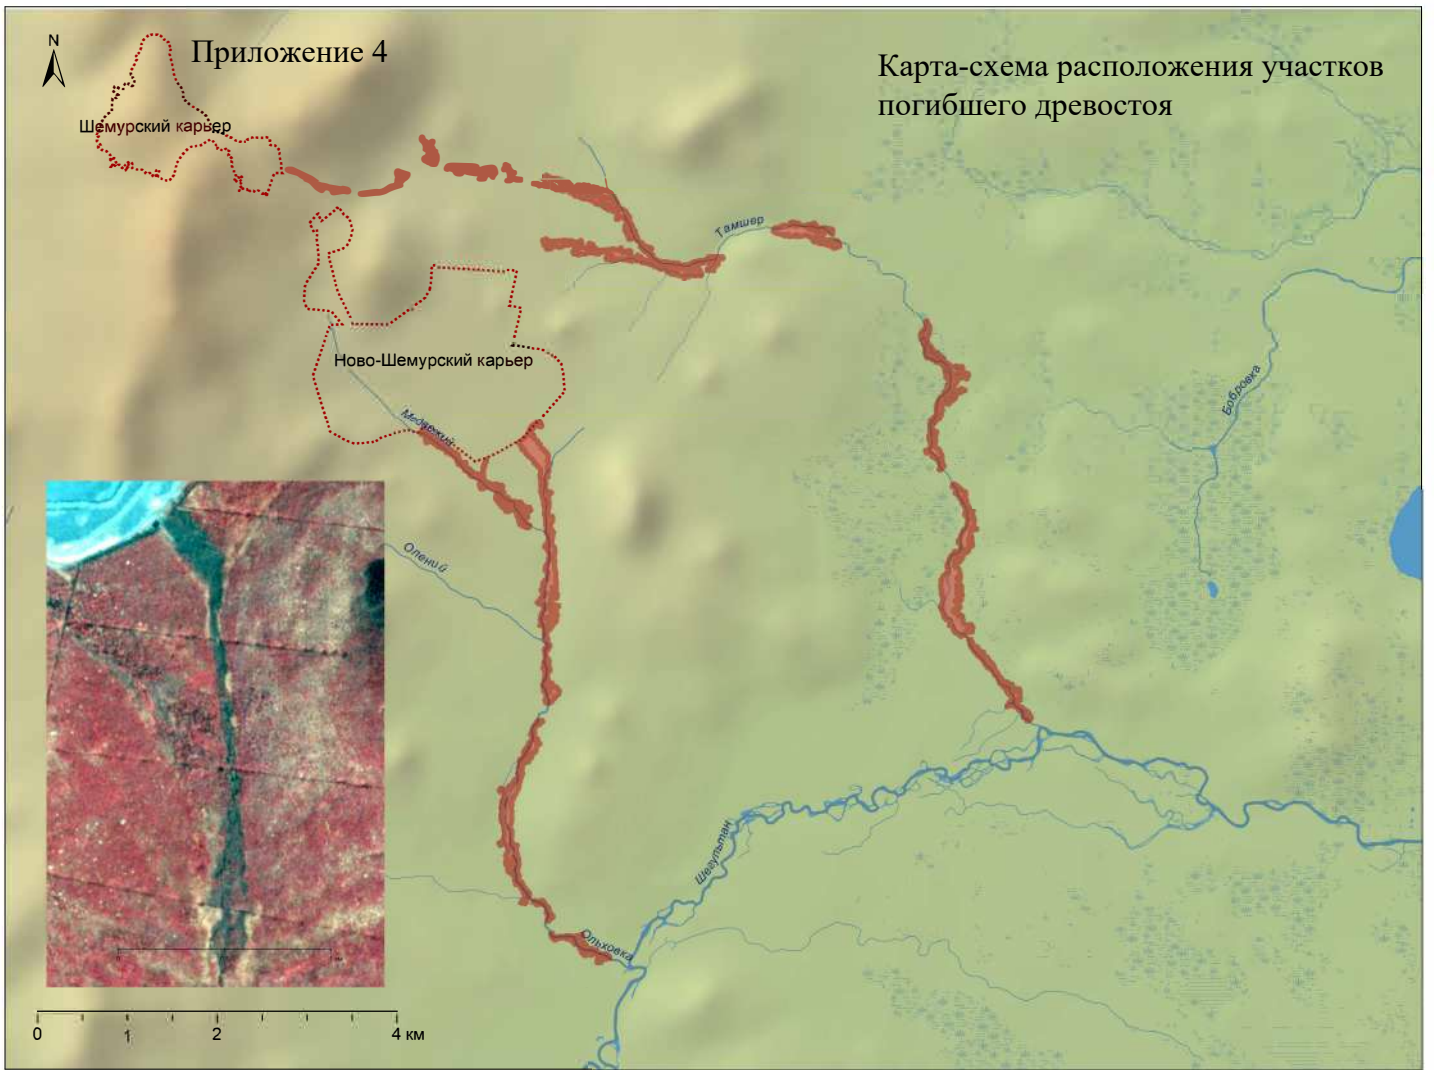 N
Приложение 4
Карта-схема расположения участков
погибшего древостоя
Шемурский карьер
Тамшер
Ново-Шемурский карьер
Бобровка
Олений
Шегультан
Ольховка
0 1 2 4 км